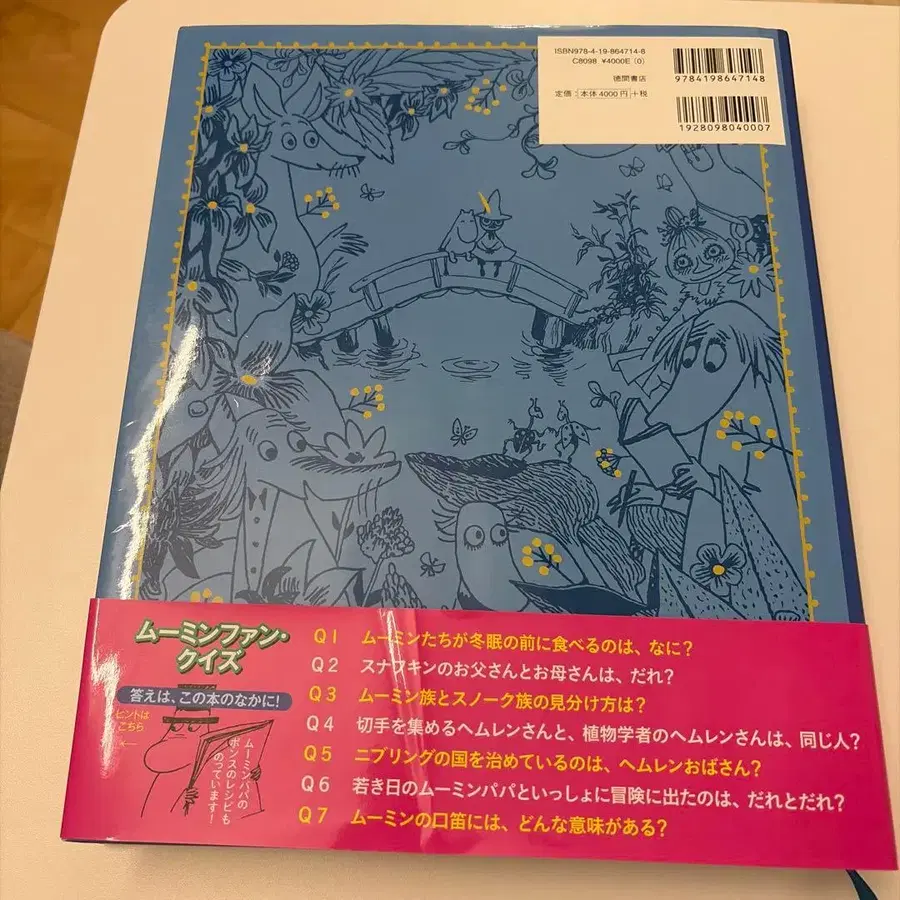 ISBN978-4-19-864714-8
C8098 ¥4000E (0)
徳間書店
定価：本体 4000 円+税
9784198647148
1928098040007
ムーミンファン・
クイズ
答えは、この本のなかに!
ヒントは
こちら
ムーミンパパの
ポンスのレシピも
のっています!
Q1 ムーミンたちが冬眠の前に食べるのは、なに?
Q2 スナフキンのお父さんとお母さんは、だれ?
Q3 ムーミン族とスノーク族の見分け方は?
Q4 切手を集めるヘムレンさんと、植物学者のヘムレンさんは、同じ人?
Q5 ニブリングの国を治めているのは、ヘムレンおばさん?
Q6 若き日のムーミンパパといっしょに冒険に出たのは、だれとだれ?
Q7 ムーミンの口笛には、どんな意味がある?